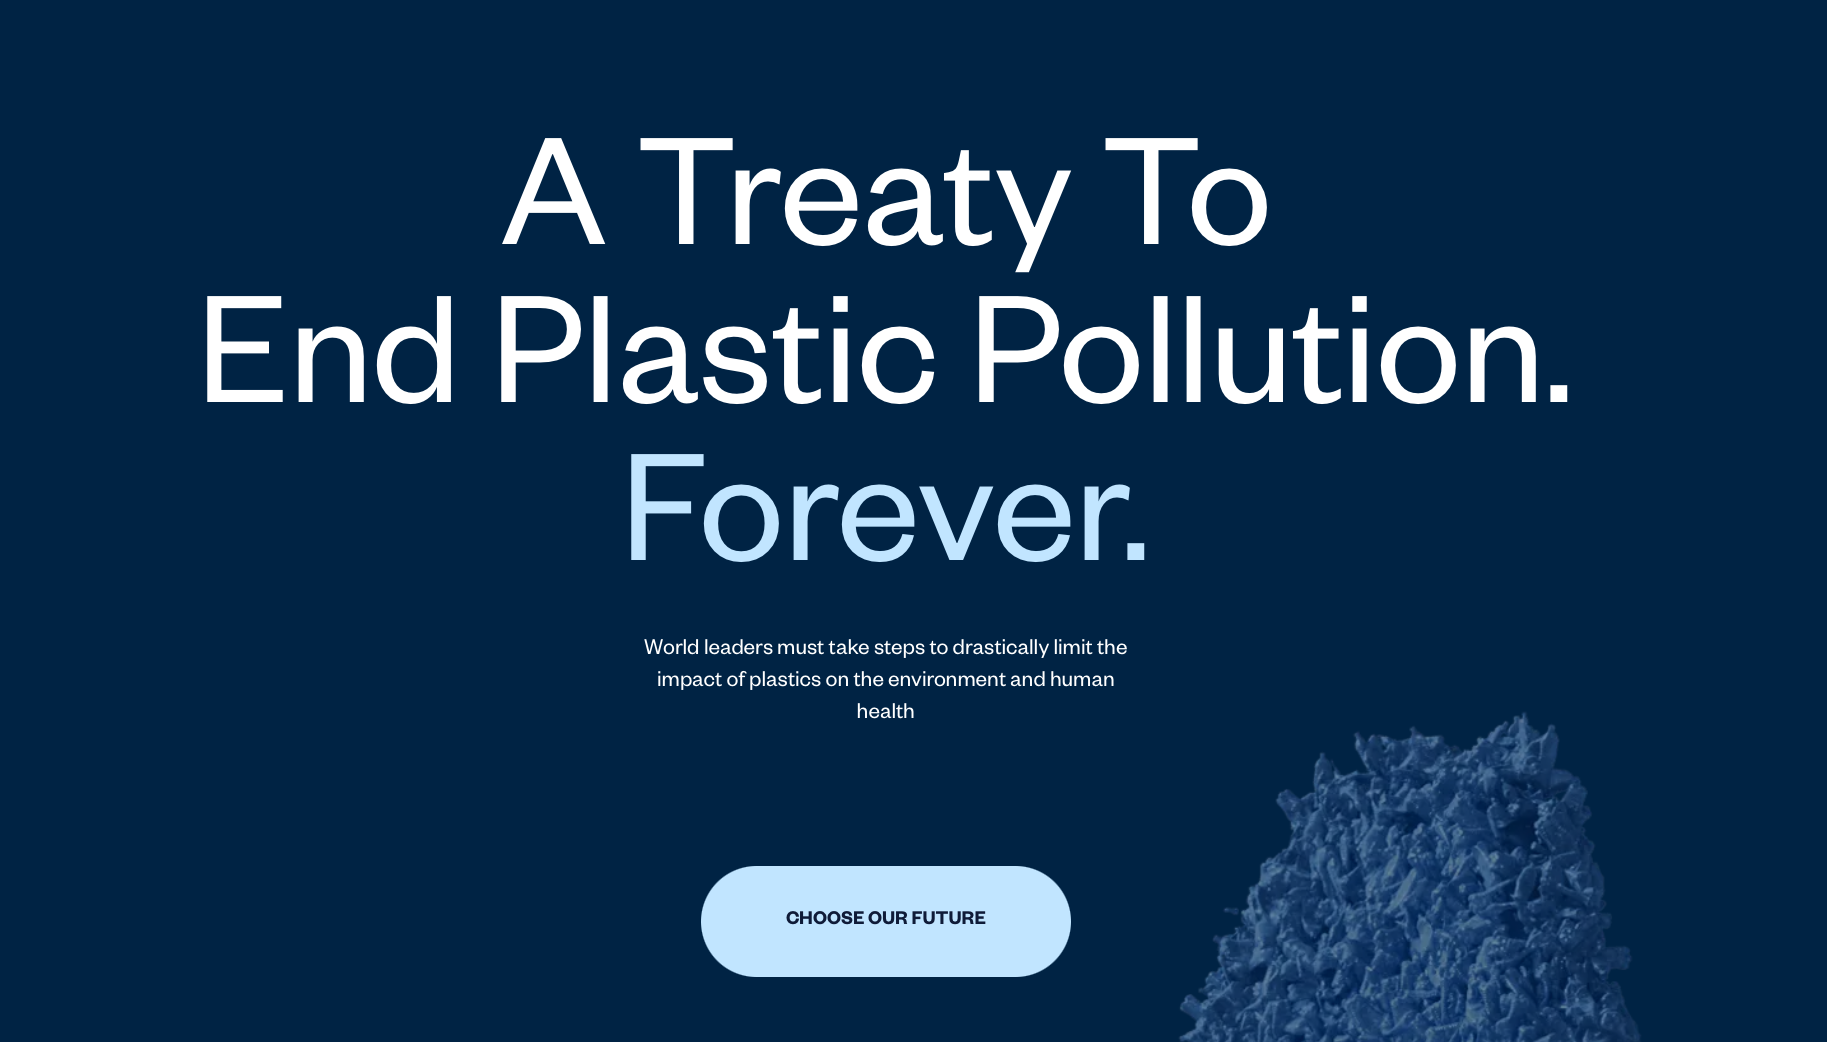 A Treaty To
End Plastic Pollution.
Forever.
World leaders must take steps to drastically limit the
impact of plastics on the environment and human
health
CHOOSE OUR FUTURE